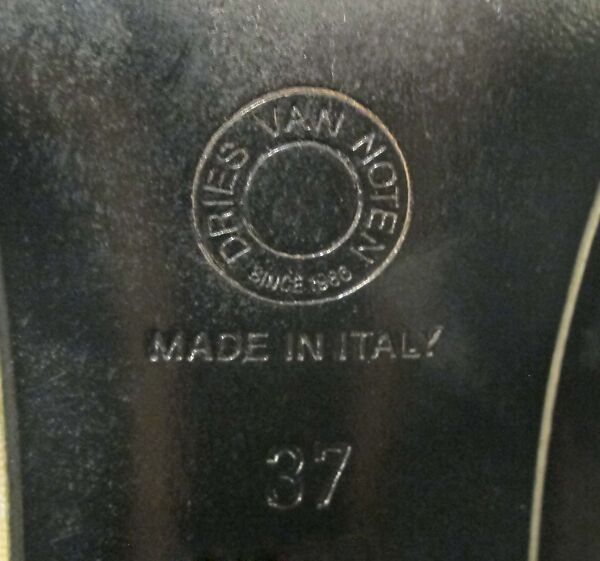 DRIES VAN NOTEN
SINCE 1986
MADE IN ITALY
37